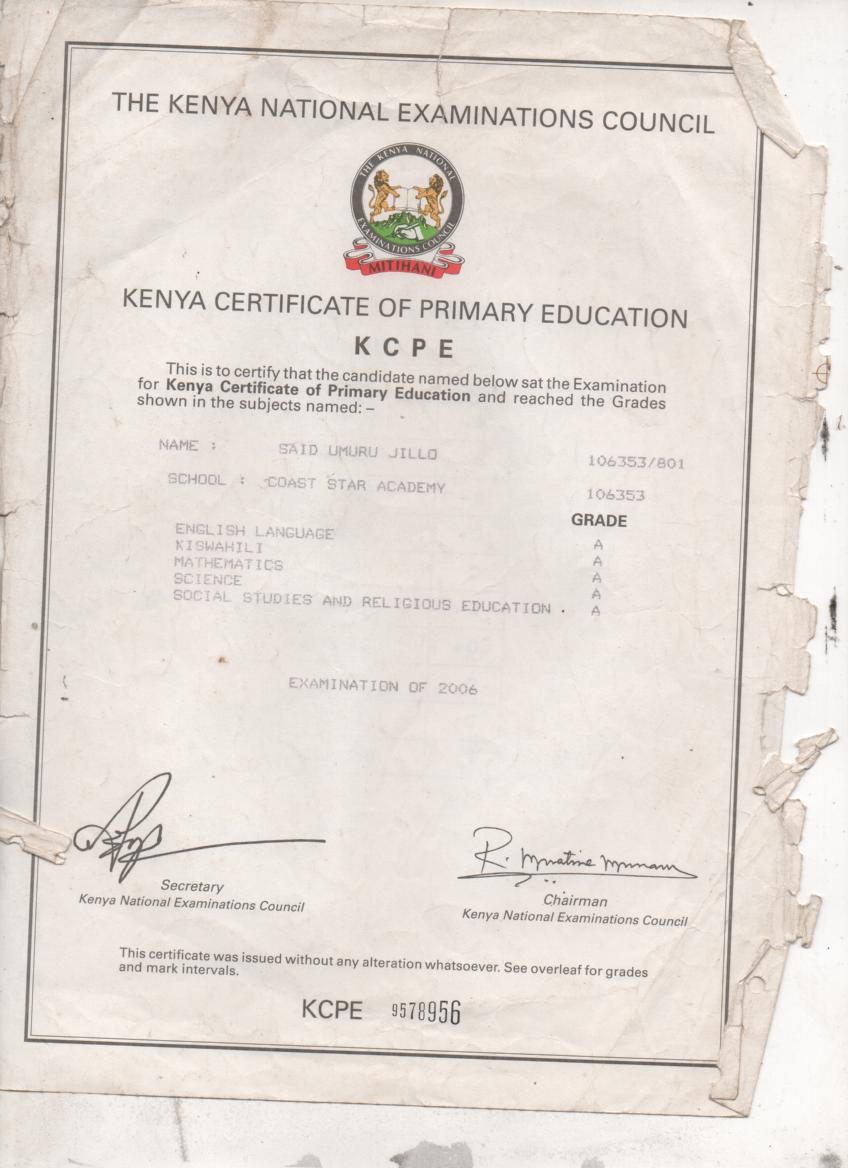 THE KENYA NATIONAL EXAMINATIONS COUNCIL
THE KENYA NATIONAL
EXAMINATIONS COUNCIL
MITIHANI
KENYA CERTIFICATE OF PRIMARY EDUCATION
KCPE
This is to certify that the candidate named below sat the Examination
for Kenya Certificate of Primary Education and reached the Grades
shown in the subjects named: –
NAME : SAID UMURU JILLO 106353/801
SCHOOL : COAST STAR ACADEMY 106353
GRADE
ENGLISH LANGUAGE A
KISWAHILI A
MATHEMATICS A
SCIENCE A
SOCIAL STUDIES AND RELIGIOUS EDUCATION . A
EXAMINATION OF 2006
Secretary
Kenya National Examinations Council
Chairman
Kenya National Examinations Council
This certificate was issued without any alteration whatsoever. See overleaf for grades
and mark intervals.
KCPE 9578956